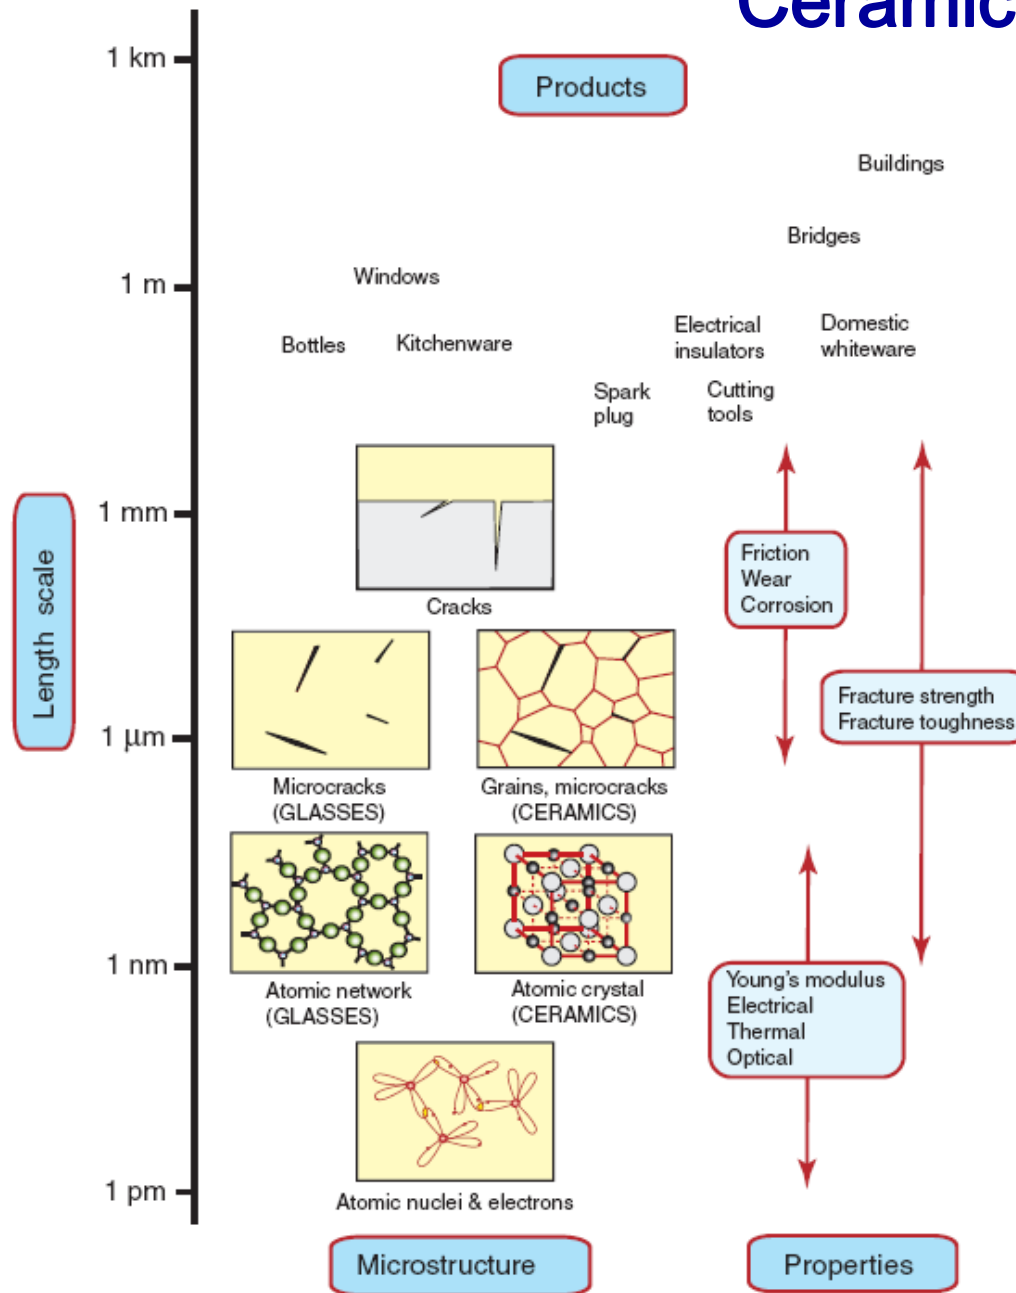 Ceramic
1 km
Products
Buildings
Bridges
Windows
1 m
Electrical
insulators
Domestic
whiteware
Bottles
Kitchenware
Spark
plug
Cutting
tools
1 mm
Friction
Wear
Corrosion
Cracks
Length scale
Fracture strength
Fracture toughness
1 µm
Microcracks
(GLASSES)
Grains, microcracks
(CERAMICS)
1 nm
Young's modulus
Electrical
Thermal
Optical
Atomic network
(GLASSES)
Atomic crystal
(CERAMICS)
1 pm
Atomic nuclei & electrons
Microstructure
Properties